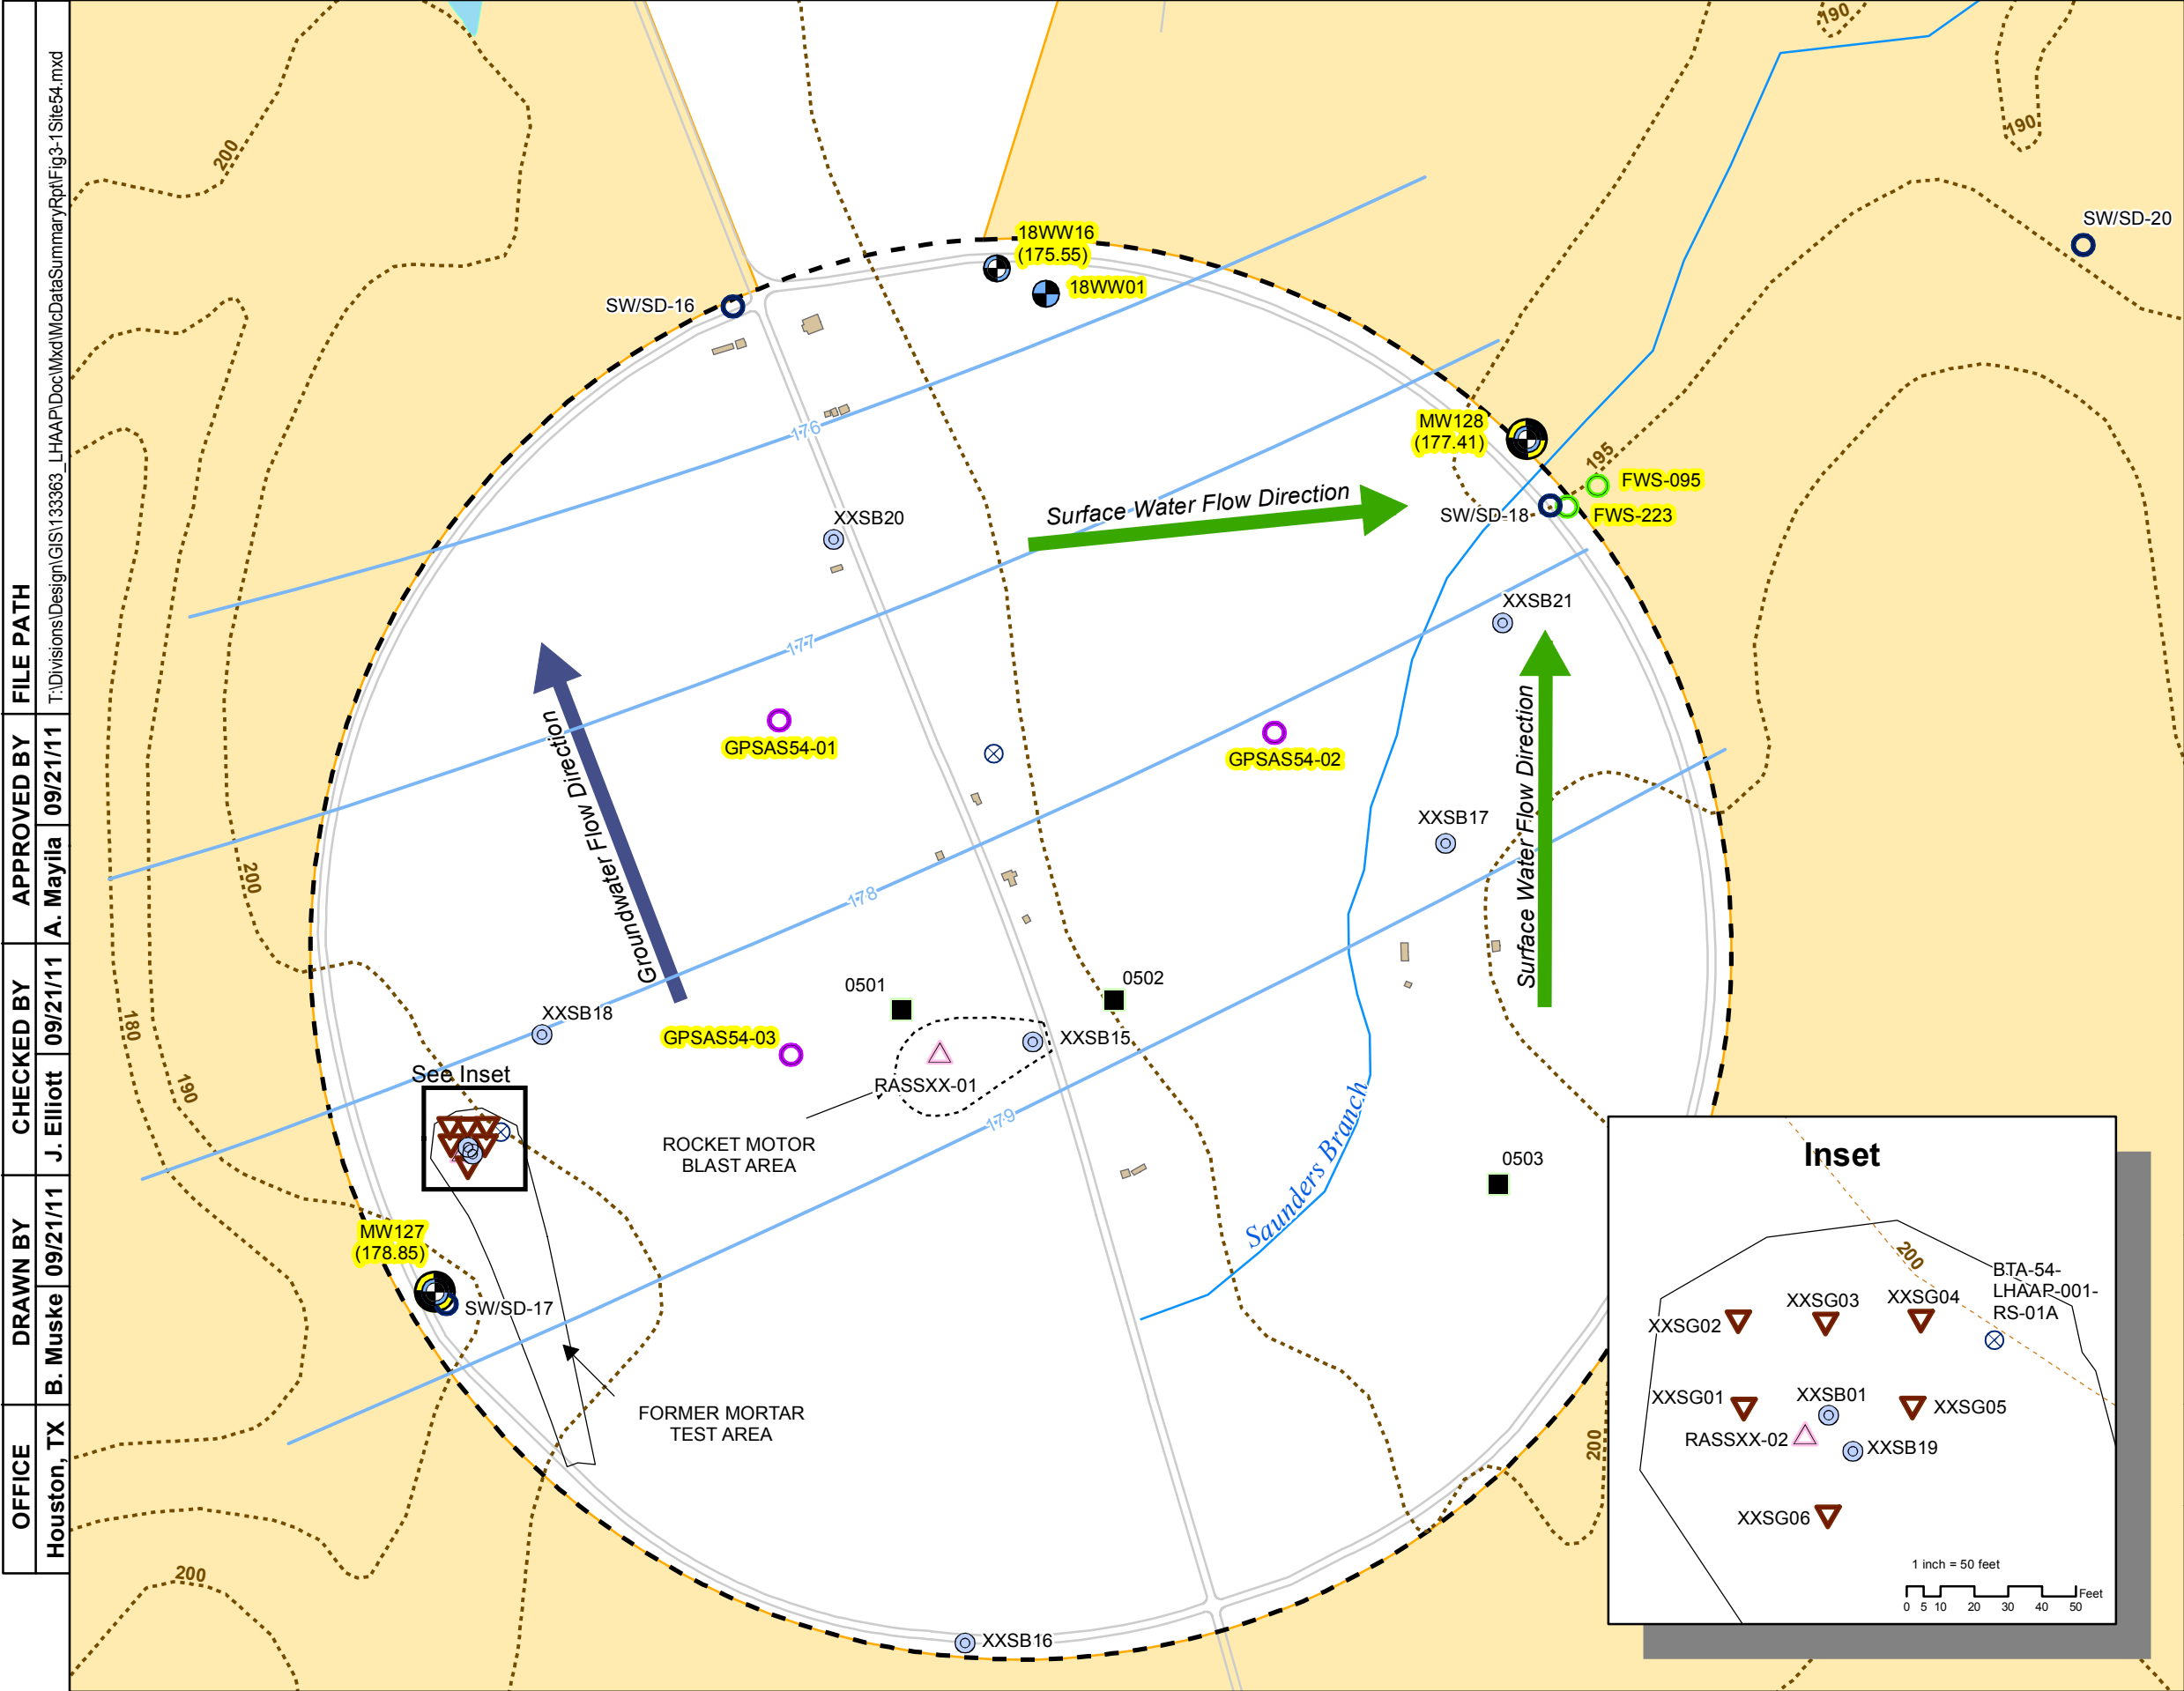 FILE PATH
T:\Divisions\Design\GIS\133363_LHAAP\Doc\Mxd\McDataSummaryRpt\Fig3-1Site54.mxd
APPROVED BY
A. Mayila 09/21/11
CHECKED BY
J. Elliott 09/21/11
DRAWN BY
B. Muske 09/21/11
OFFICE
Houston, TX
190
200
190
SW/SD-20
18WW16
(175.55)
18WW01
SW/SD-16
176
MW128
(177.41)
195
FWS-095
FWS-223
SW/SD-18
Surface Water Flow Direction
XXSB20
XXSB21
177
GPSAS54-01
GPSAS54-02
Groundwater Flow Direction
Surface Water Flow Direction
XXSB17
200
178
0501
0502
XXSB18
GPSAS54-03
XXSB15
180
190
See Inset
RASSXX-01
179
ROCKET MOTOR
BLAST AREA
Saunders Branch
0503
MW127
(178.85)
SW/SD-17
FORMER MORTAR
TEST AREA
200
200
XXSB16
Inset
200
BTA-54-
LHAAP-001-
RS-01A
XXSG02
XXSG03
XXSG04
XXSG01
XXSB01
XXSG05
RASSXX-02
XXSB19
XXSG06
1 inch = 50 feet
Feet
0 5 10 20 30 40 50